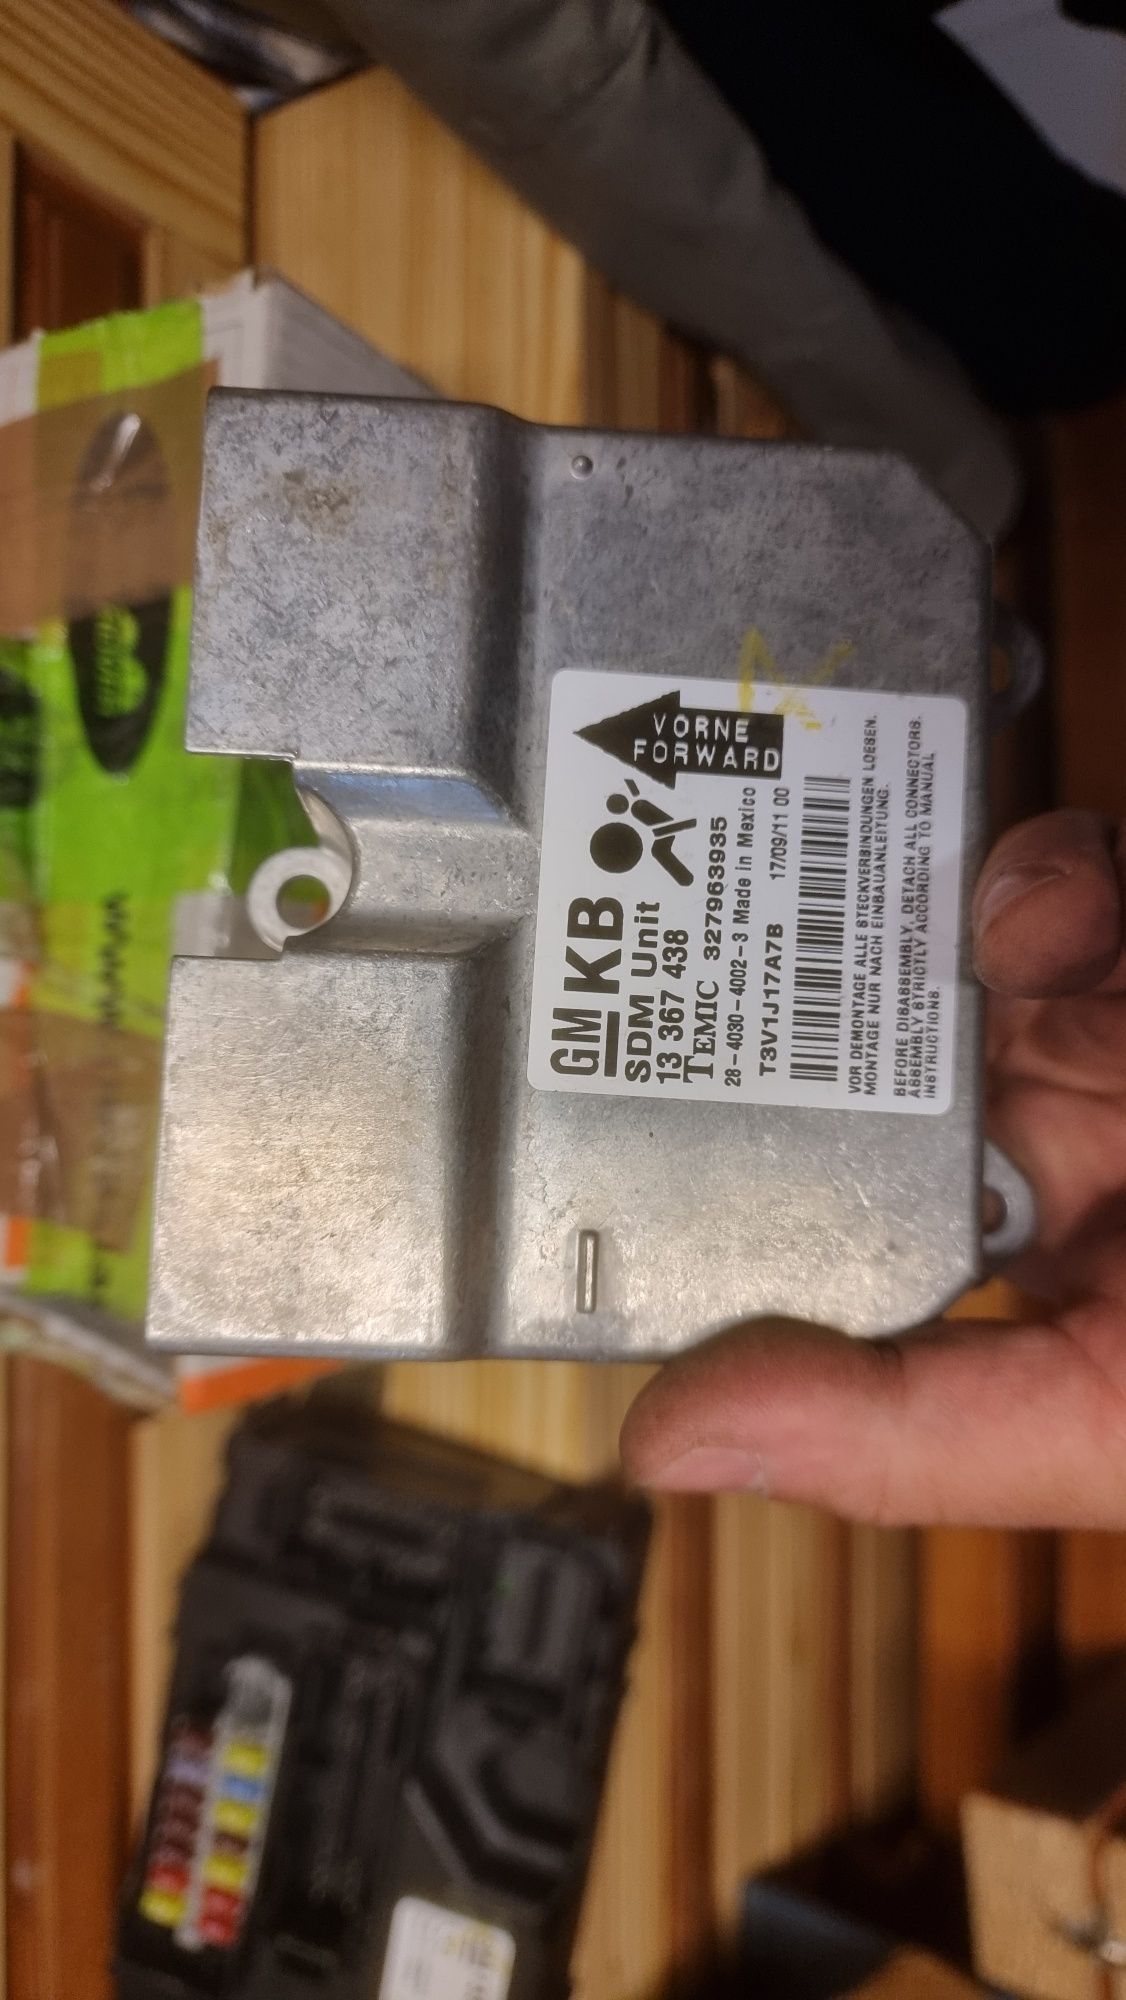 VORNE
FORWARD
GM KB
SDM Unit
13 367 438
TEMIC 327963935
28-4030-4002-3 Made in Mexico
T3V1J17A7B 17/09/11 00
VOR DEMONTAGE ALLE STECKVERBINDUNGEN LOESEN.
MONTAGE NUR NACH EINBAUANLEITUNG.
BEFORE DISASSEMBLY, DETACH ALL CONNECTORS.
ASSEMBLY STRICTLY ACCORDING TO MANUAL
INSTRUCTIONS.